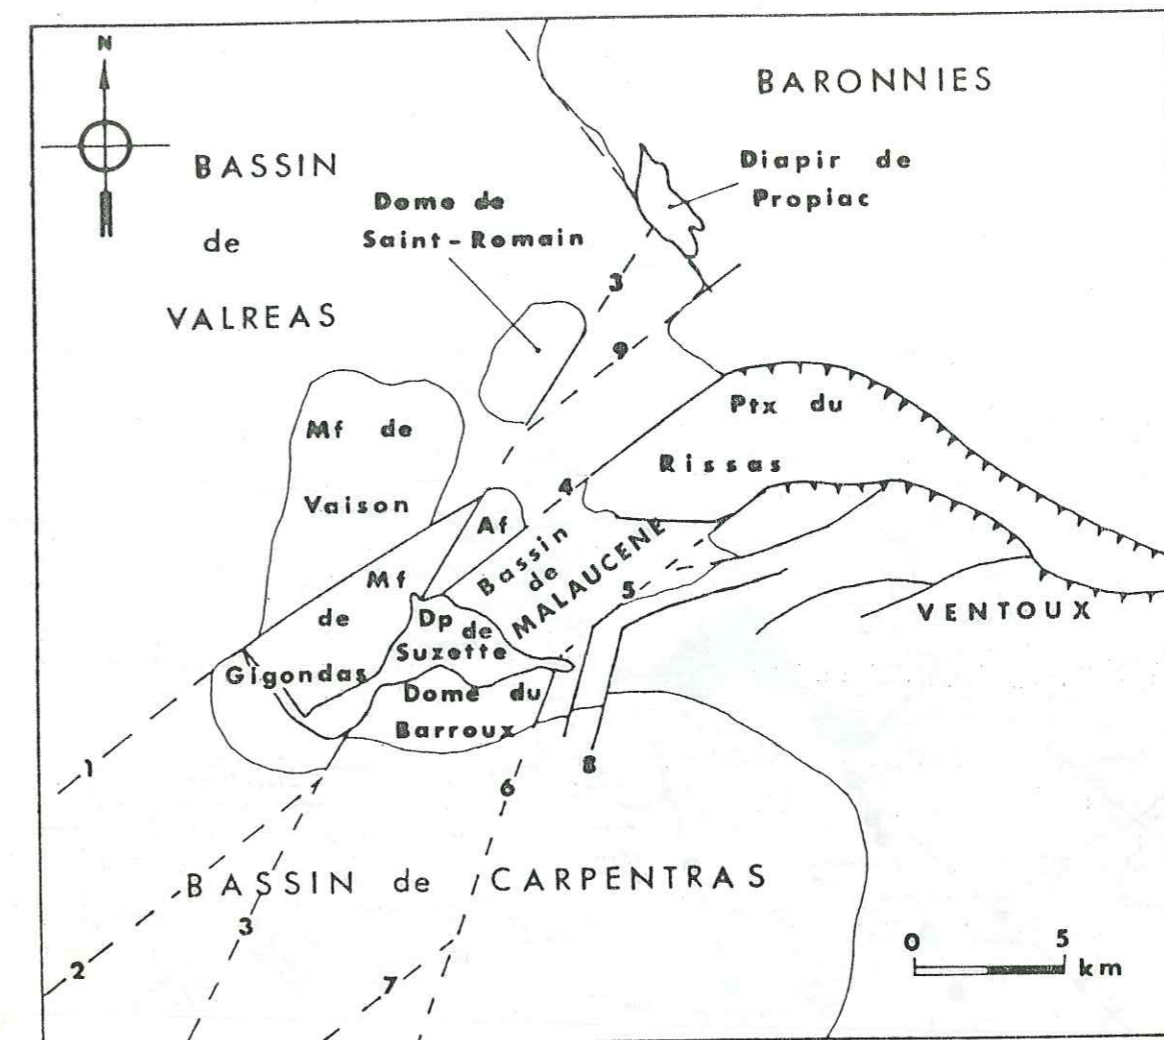 N
BARONNIES
BASSIN
de
VALREAS
Diapir de
Propiac
Dome de
Saint-Romain
3
9
Mf de
Vaison
Ptx du
Rissas
4
Af
Bassin
de
MALAUCENE
Mf
de
Gigondas
Dp de
Suzette
5
VENTOUX
Dome du
Barroux
1
8
6
BASSIN de CARPENTRAS
2
3
7
0 5
km